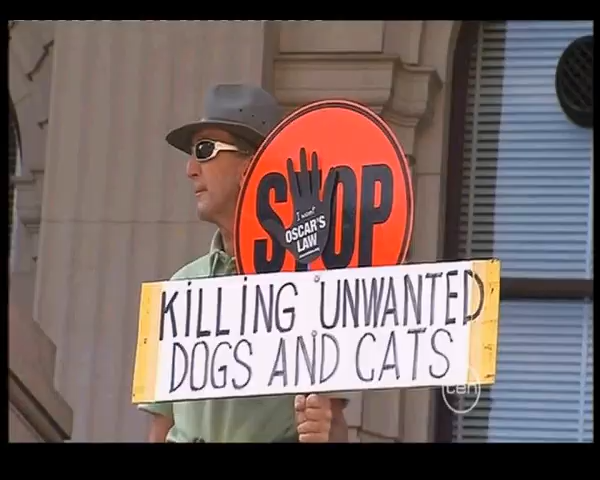 STOP
I want
OSCAR'S
LAW
KILLING UNWANTED
DOGS AND CATS
ten